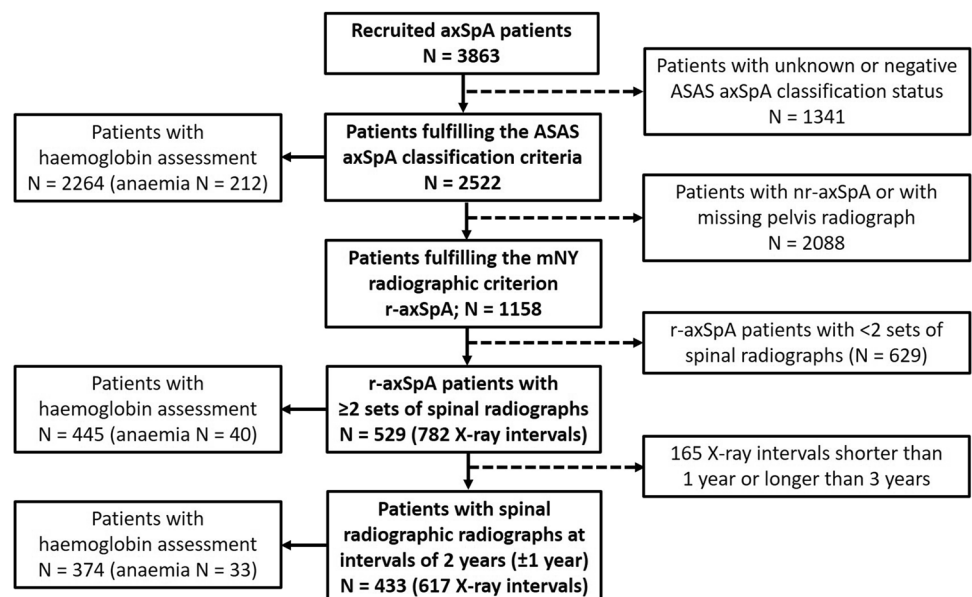 Recruited axSpA patients
N = 3863
Patients with unknown or negative
ASAS axSpA classification status
N = 1341
Patients with
haemoglobin assessment
N = 2264 (anaemia N = 212)
Patients fulfilling the ASAS
axSpA classification criteria
N = 2522
Patients with nr-axSpA or with
missing pelvis radiograph
N = 2088
Patients fulfilling the mNY
radiographic criterion
r-axSpA; N = 1158
r-axSpA patients with <2 sets of
spinal radiographs (N = 629)
Patients with
haemoglobin assessment
N = 445 (anaemia N = 40)
r-axSpA patients with
≥2 sets of spinal radiographs
N = 529 (782 X-ray intervals)
165 X-ray intervals shorter than
1 year or longer than 3 years
Patients with
haemoglobin assessment
N = 374 (anaemia N = 33)
Patients with spinal
radiographic radiographs at
intervals of 2 years (±1 year)
N = 433 (617 X-ray intervals)